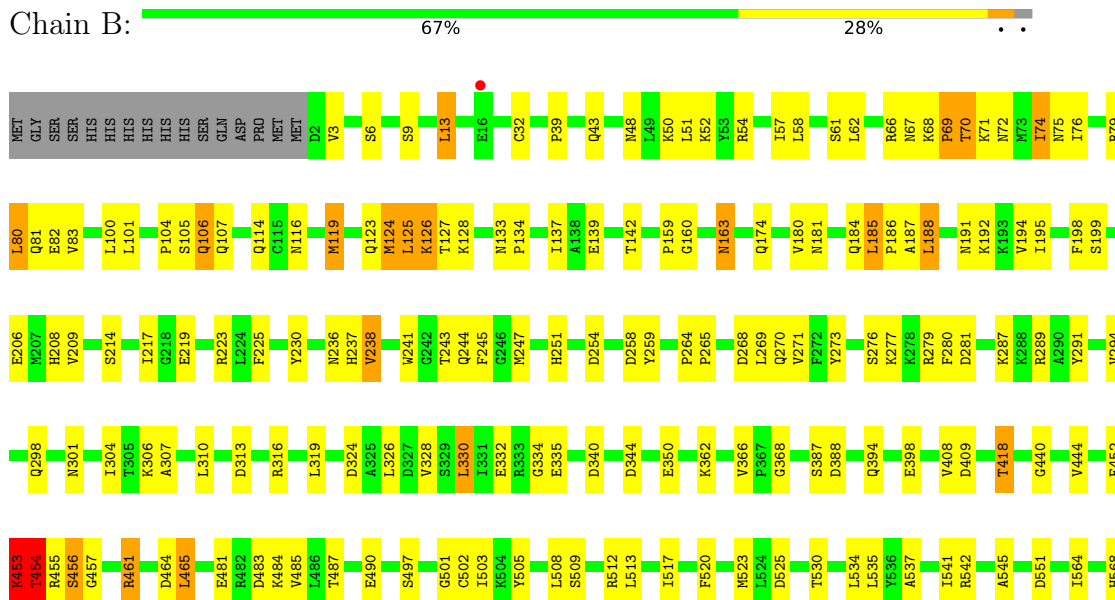 Chain B:
67% 28% • •
MET GLY SER SER HIS HIS HIS HIS HIS HIS SER GLN ASP PRO MET MET D2 V3 S6 S9 L13 E16 C32 P39 Q43 N48 L49 K50 L51 K52 Y53 R54 I57 L58 S61 L62 R66 N67 K68 P69 T70 K71 N72 M73 I74 N75 I76
L80 Q81 E82 V83 L100 L101 P104 S105 Q106 Q107 Q114 C115 N116 M119 Q123 M124 L125 K126 T127 K128 N133 P134 I137 A138 E139 T142 P159 G160 N163 Q174 V180 N181 Q184 L185 P186 A187 L188 N191 K192 K193 V194 I195 F198 S199
E206 M207 H208 V209 S214 I217 G218 E219 R223 L224 F225 Y230 N236 H237 V238 W241 G242 T243 Q244 F245 G246 M247 H251 D254 D258 Y259 P264 P265 D268 L269 Q270 V271 F272 Y273 R276 K277 K278 R279 F280 D281 K287 K288 R289 A290 Y291
Q298 N301 I304 T305 K306 A307 L310 D313 R316 L319 D324 A325 L326 D327 V328 S329 L330 I331 E332 R333 G334 E335 D340 D344 E350 K362 V366 P367 G368 S387 D388 Q394 E398 V408 D409 T418 G440 V444
K453 T454 R455 S456 G457 R461 D464 L465 E481 R482 D483 K484 V485 L486 T487 E490 S497 G501 C502 I503 K504 Y505 L508 S509 R512 L513 I517 F520 M523 L524 D525 T530 L534 L535 Y536 A537 I541 R542 A545 D551 I564